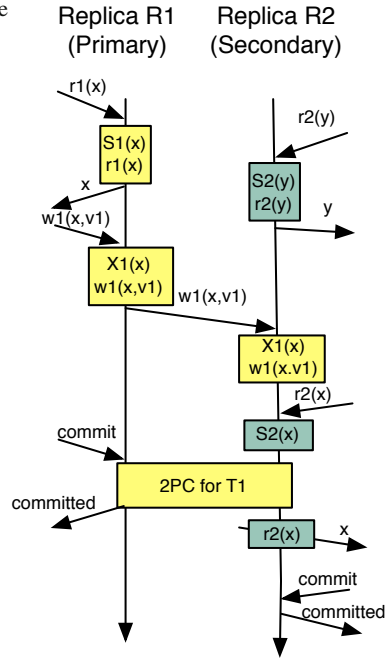 e
Replica R1
(Primary)
Replica R2
(Secondary)
r1(x)
r2(y)
S1(x)
r1(x)
S2(y)
r2(y)
x
y
w1(x,v1)
X1(x)
w1(x,v1)
w1(x,v1)
X1(x)
w1(x.v1)
r2(x)
S2(x)
commit
2PC for T1
committed
r2(x)
x
commit
committed